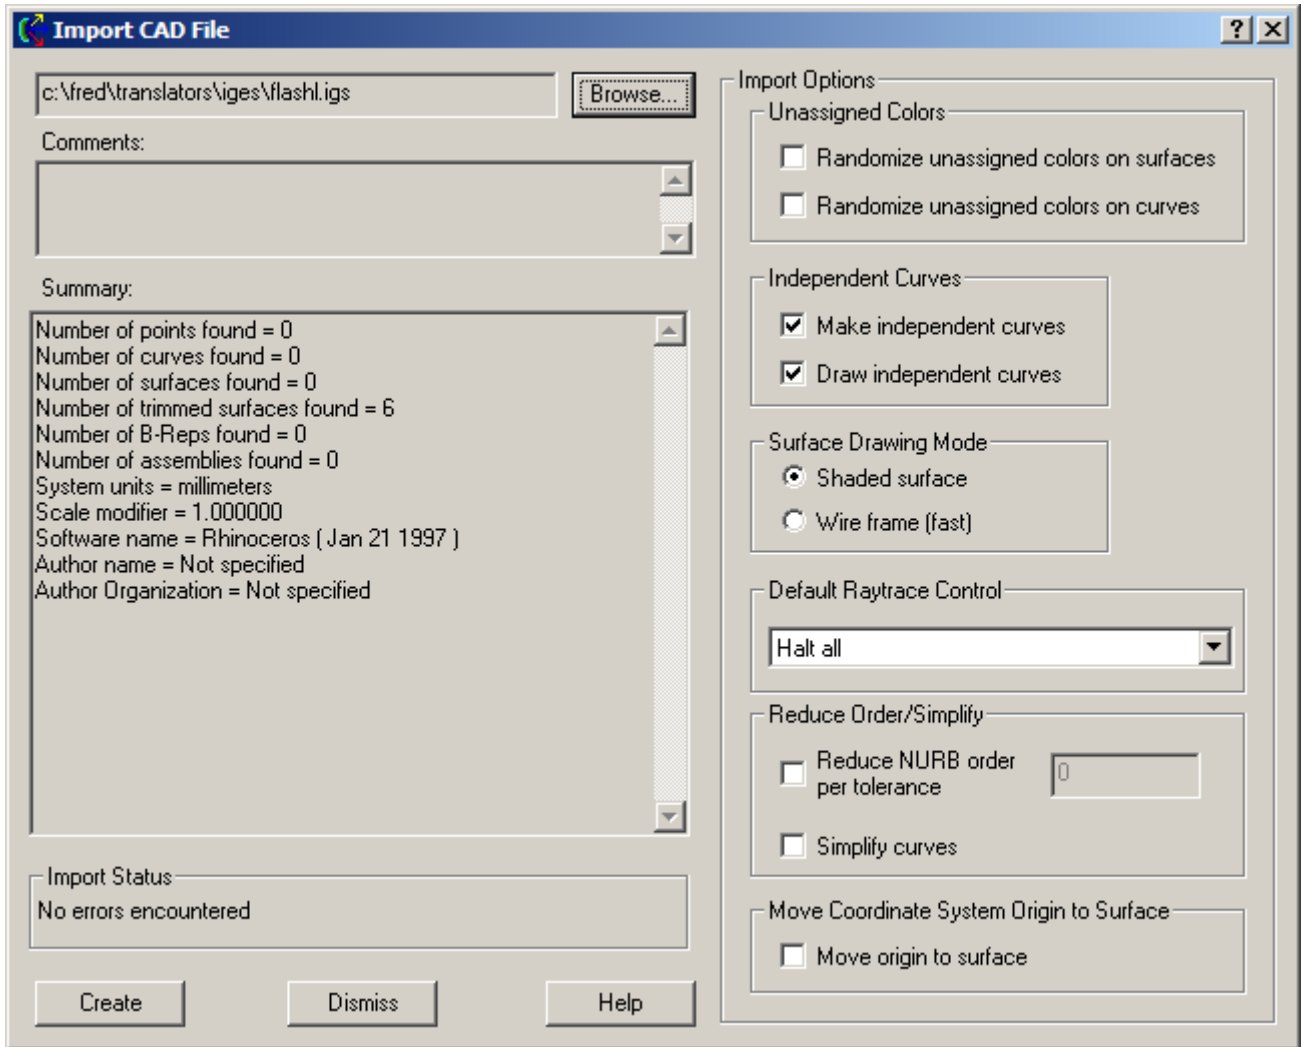 Import CAD File
c:\fred\translators\iges\flashl.igs
Browse...
Comments:
Summary:
Number of points found = 0
Number of curves found = 0
Number of surfaces found = 0
Number of trimmed surfaces found = 6
Number of B-Reps found = 0
Number of assemblies found = 0
System units = millimeters
Scale modifier = 1.000000
Software name = Rhinoceros ( Jan 21 1997 )
Author name = Not specified
Author Organization = Not specified
Import Status
No errors encountered
Create
Dismiss
Help
Import Options
Unassigned Colors
Randomize unassigned colors on surfaces
Randomize unassigned colors on curves
Independent Curves
Make independent curves
Draw independent curves
Surface Drawing Mode
Shaded surface
Wire frame (fast)
Default Raytrace Control
Halt all
Reduce Order/Simplify
Reduce NURB order
per tolerance
0
Simplify curves
Move Coordinate System Origin to Surface
Move origin to surface